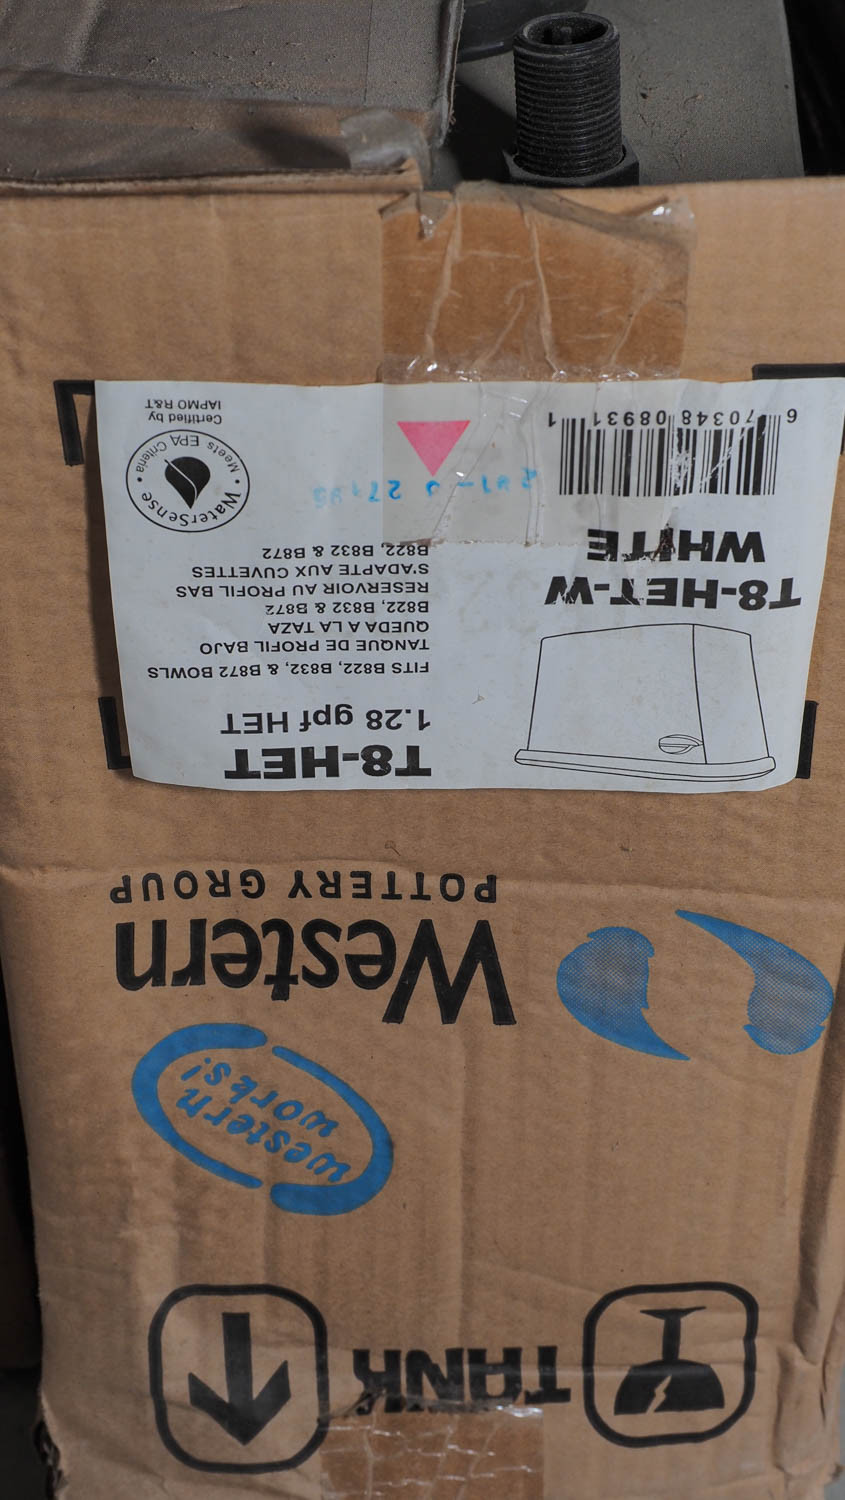 TANK
western
works!
Western
POTTERY GROUP
T8-HET
1.28 gpf HET
FITS B822, B832, & B872 BOWLS
TANQUE DE PROFIL BAJO
QUEDA A LA TAZA
B822, B832 & B872
RESERVOIR AU PROFIL BAS
S'ADAPTE AUX CUVETTES
B822, B832 & B872
T8-HET-W
WHITE
6 70348 08931 1
WaterSense
Meets EPA Criteria
Certified by
IAPMO R&T